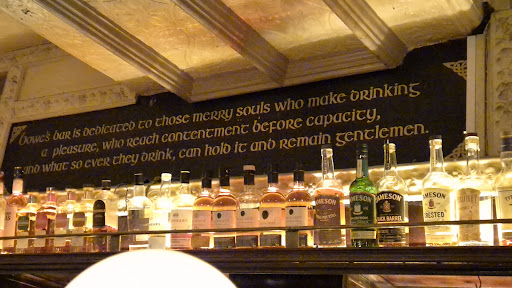 Bowe's bar is dedicated to those merry souls who make drinking
a pleasure, who reach contentment before capacity,
and what so ever they drink, can hold it and remain gentlemen.
JAMESON
JAMESON
JAMESON
BLACK BARREL
JAMESON